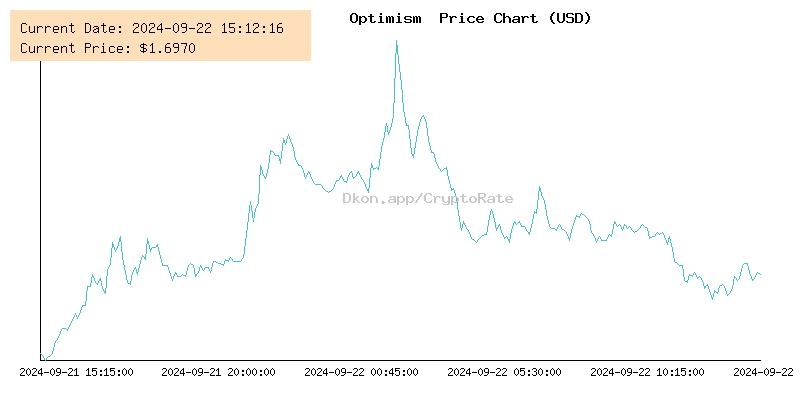 Optimism  Price Chart (USD)
Current Date: 2024-09-22 15:12:16
Current Price: $1.6970
Dkon.app/CryptoRate
2024-09-21 15:15:00 2024-09-21 20:00:00 2024-09-22 00:45:00 2024-09-22 05:30:00 2024-09-22 10:15:00 2024-09-22